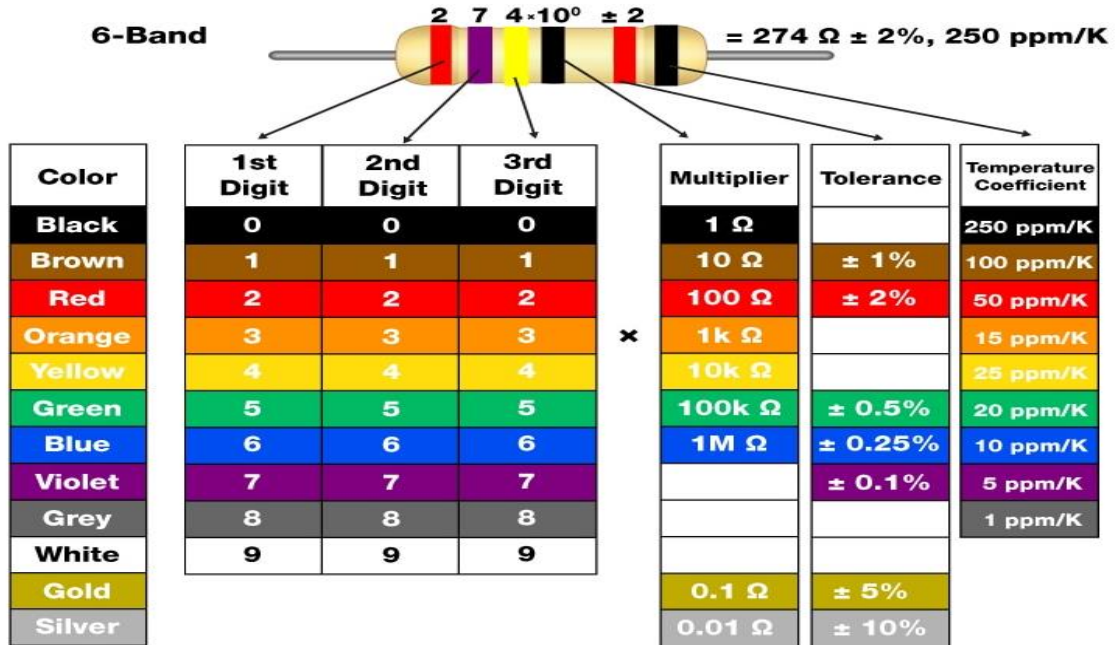 2 7 4×10⁰ ± 2
6-Band
= 274 Ω ± 2%, 250 ppm/K
Color
1st Digit
2nd Digit
3rd Digit
Multiplier
Tolerance
Temperature Coefficient
Black 0 0 0 1 Ω 250 ppm/K
Brown 1 1 1 10 Ω ± 1% 100 ppm/K
Red 2 2 2 100 Ω ± 2% 50 ppm/K
Orange 3 3 3 × 1k Ω 15 ppm/K
Yellow 4 4 4 10k Ω 25 ppm/K
Green 5 5 5 100k Ω ± 0.5% 20 ppm/K
Blue 6 6 6 1M Ω ± 0.25% 10 ppm/K
Violet 7 7 7 ± 0.1% 5 ppm/K
Grey 8 8 8 1 ppm/K
White 9 9 9
Gold 0.1 Ω ± 5%
Silver 0.01 Ω ± 10%